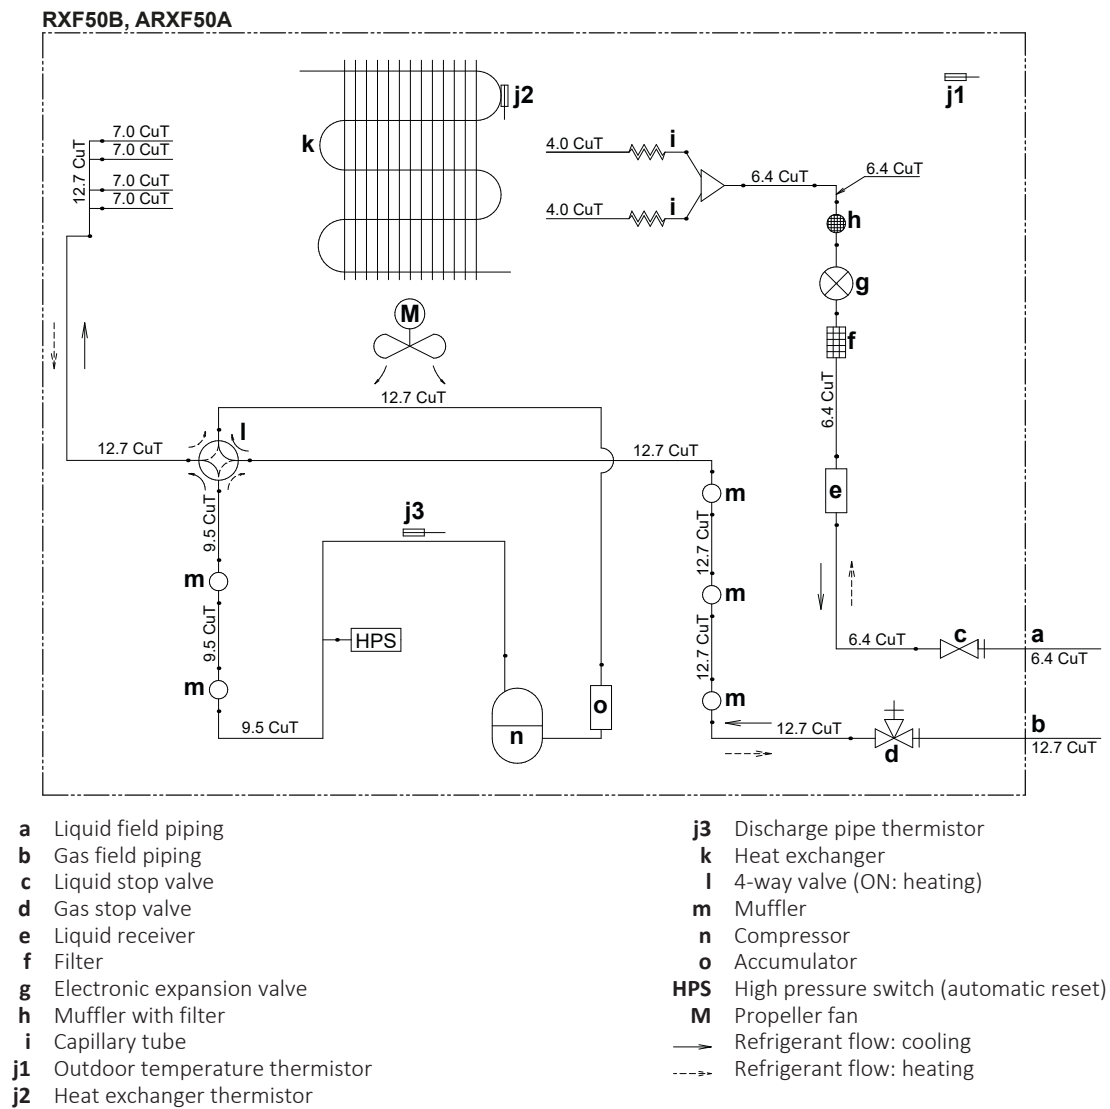 RXF50B, ARXF50A
j2
j1
k
7.0 CuT
7.0 CuT
7.0 CuT
7.0 CuT
12.7 CuT
4.0 CuT
i
4.0 CuT
i
6.4 CuT
6.4 CuT
h
g
f
6.4 CuT
M
12.7 CuT
l
12.7 CuT
12.7 CuT
e
j3
9.5 CuT
m
9.5 CuT
m
9.5 CuT
HPS
n
o
m
12.7 CuT
m
12.7 CuT
m
12.7 CuT
6.4 CuT
c
a
6.4 CuT
d
b
12.7 CuT
a Liquid field piping
b Gas field piping
c Liquid stop valve
d Gas stop valve
e Liquid receiver
f Filter
g Electronic expansion valve
h Muffler with filter
i Capillary tube
j1 Outdoor temperature thermistor
j2 Heat exchanger thermistor
j3 Discharge pipe thermistor
k Heat exchanger
l 4-way valve (ON: heating)
m Muffler
n Compressor
o Accumulator
HPS High pressure switch (automatic reset)
M Propeller fan
Refrigerant flow: cooling
Refrigerant flow: heating